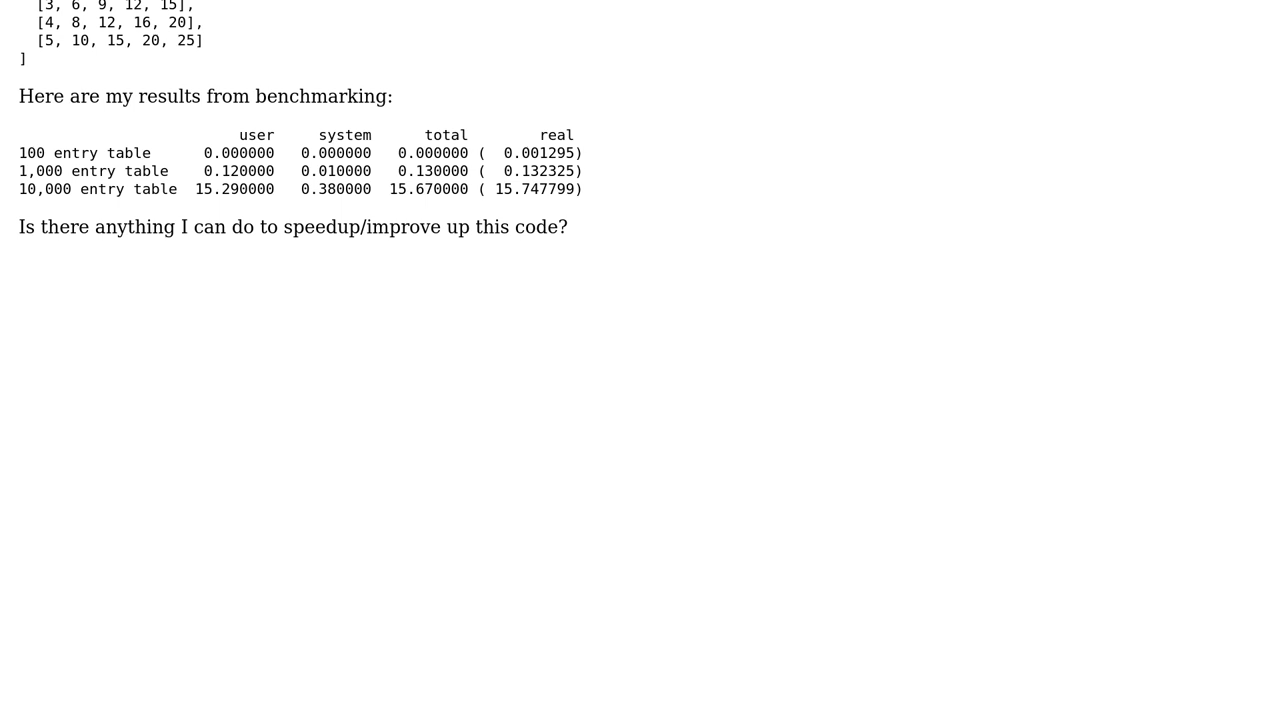 [3, 6, 9, 12, 15],
  [4, 8, 12, 16, 20],
  [5, 10, 15, 20, 25]
]
Here are my results from benchmarking:
                         user     system      total        real
100 entry table      0.000000   0.000000   0.000000 (  0.001295)
1,000 entry table    0.120000   0.010000   0.130000 (  0.132325)
10,000 entry table  15.290000   0.380000  15.670000 ( 15.747799)
Is there anything I can do to speedup/improve up this code?